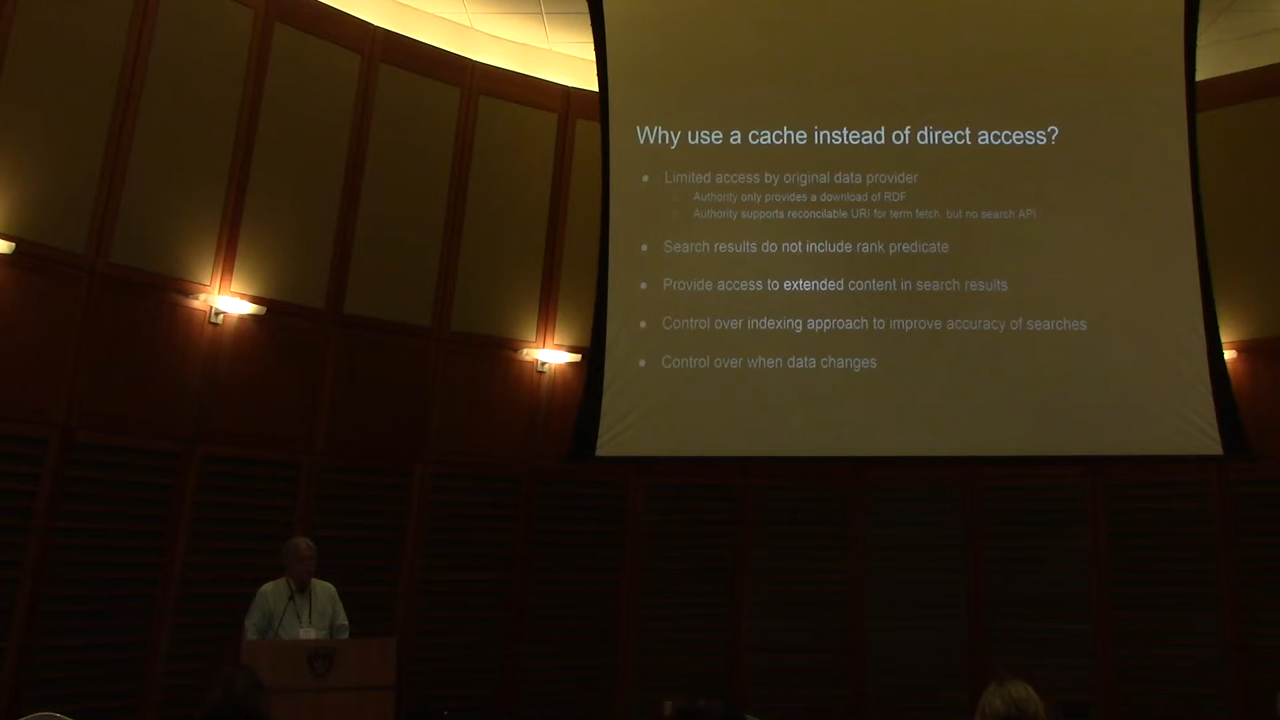 Why use a cache instead of direct access?
Limited access by original data provider
Authority only provides a download of RDF
Authority supports reconcilable URI for term fetch, but no search API
Search results do not include rank predicate
Provide access to extended content in search results
Control over indexing approach to improve accuracy of searches
Control over when data changes